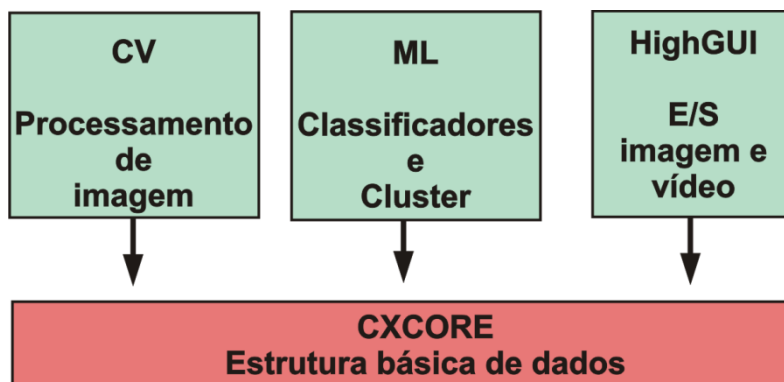 CV
Processamento
de
imagem
ML
Classificadores
e
Cluster
HighGUI
E/S
imagem e
vídeo
CXCORE
Estrutura básica de dados